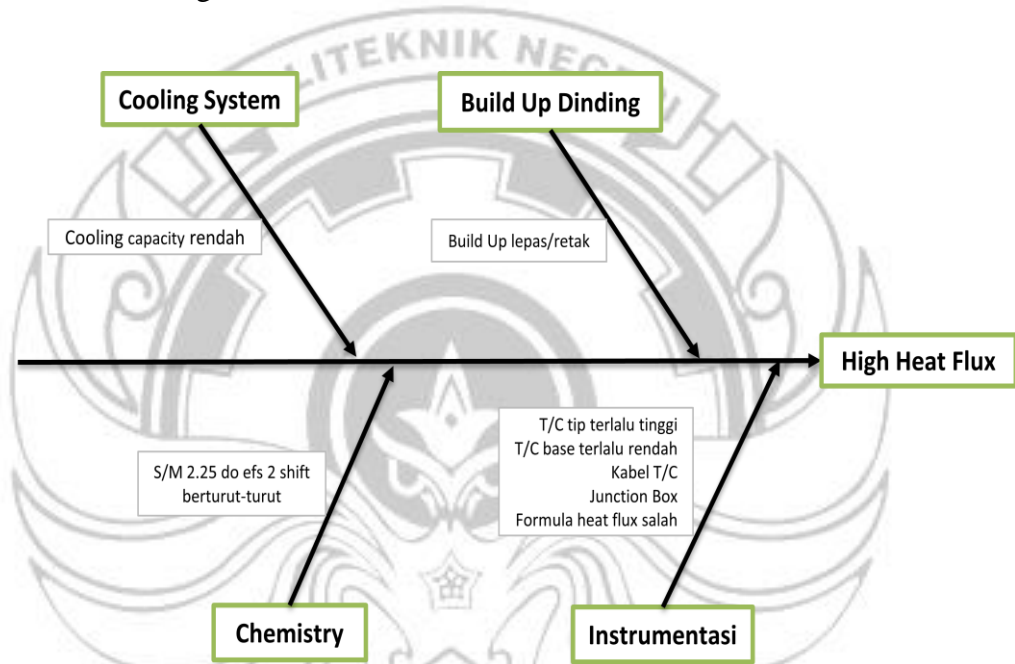 POLITEKNIK NEGERI
Cooling System
Build Up Dinding
Cooling capacity rendah
Build Up lepas/retak
High Heat Flux
T/C tip terlalu tinggi
T/C base terlalu rendah
Kabel T/C
Junction Box
Formula heat flux salah
S/M 2.25 do efs 2 shift
berturut-turut
Chemistry
Instrumentasi